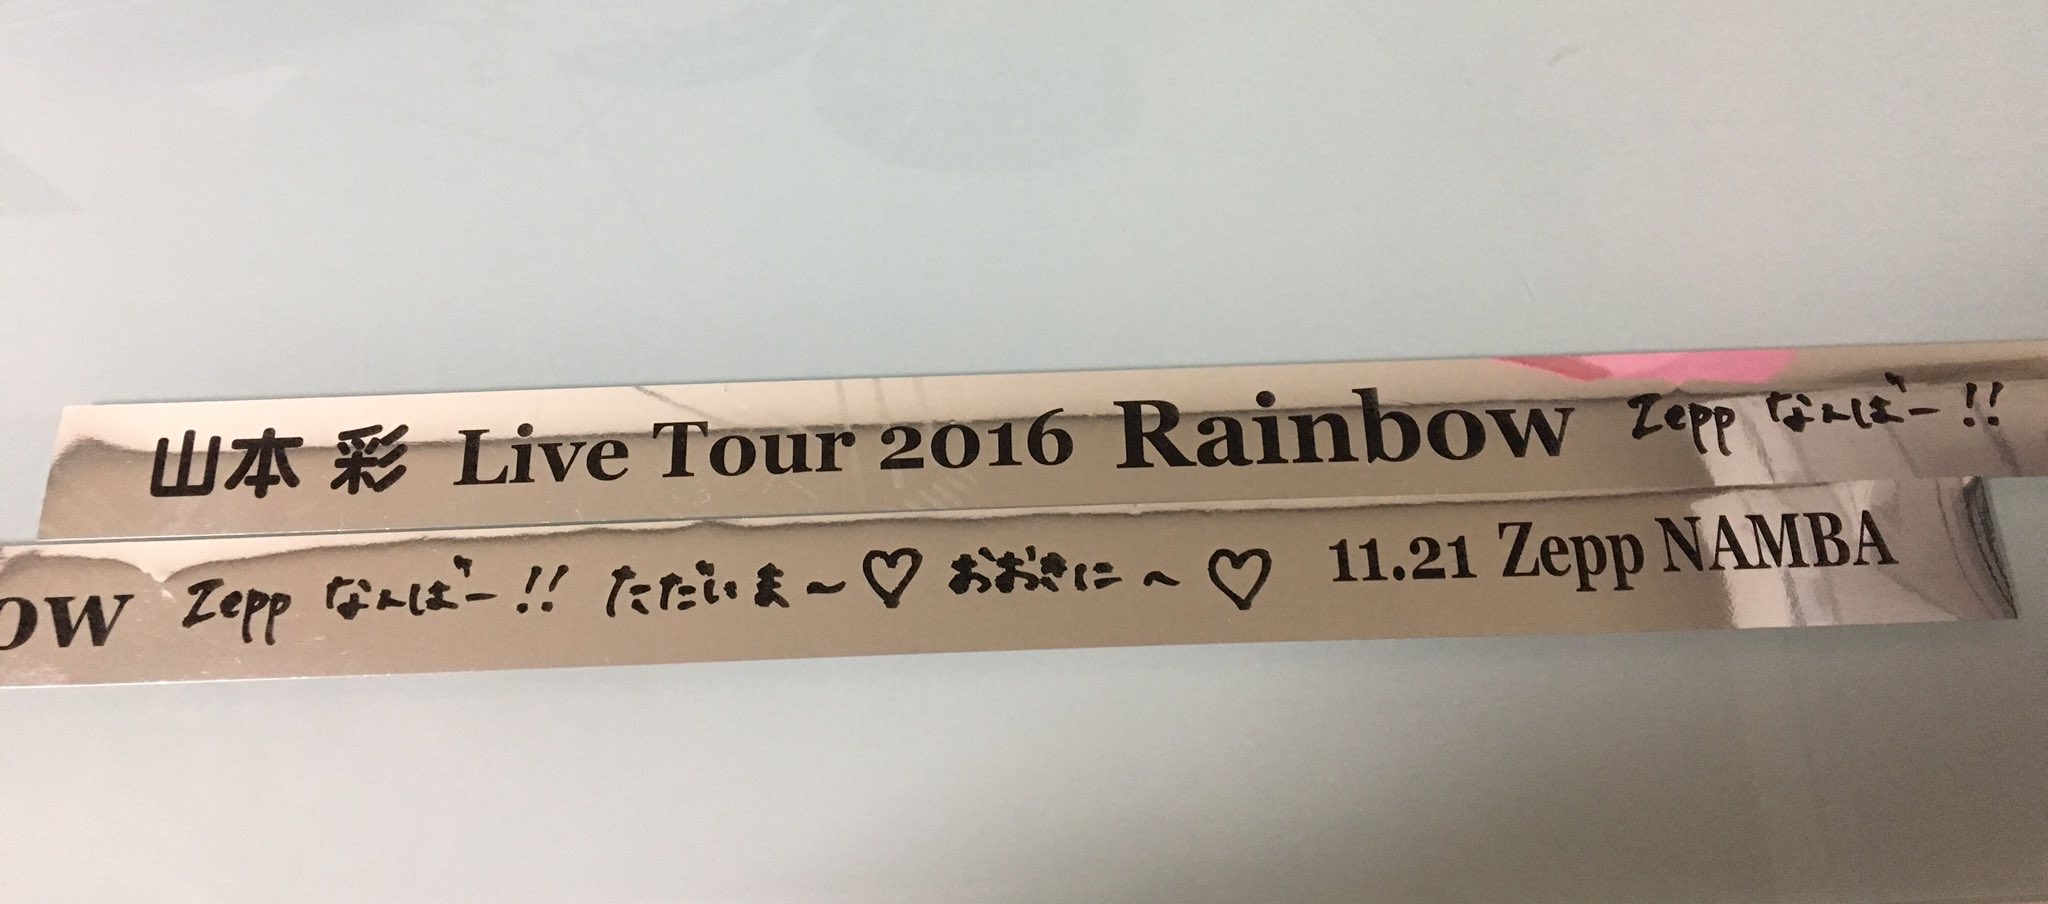 山本 彩 Live Tour 2016 Rainbow Zepp なんばー!!
ow Zepp なんばー!! ただいま〜♡ おおきに〜♡ 11.21 Zepp NAMBA